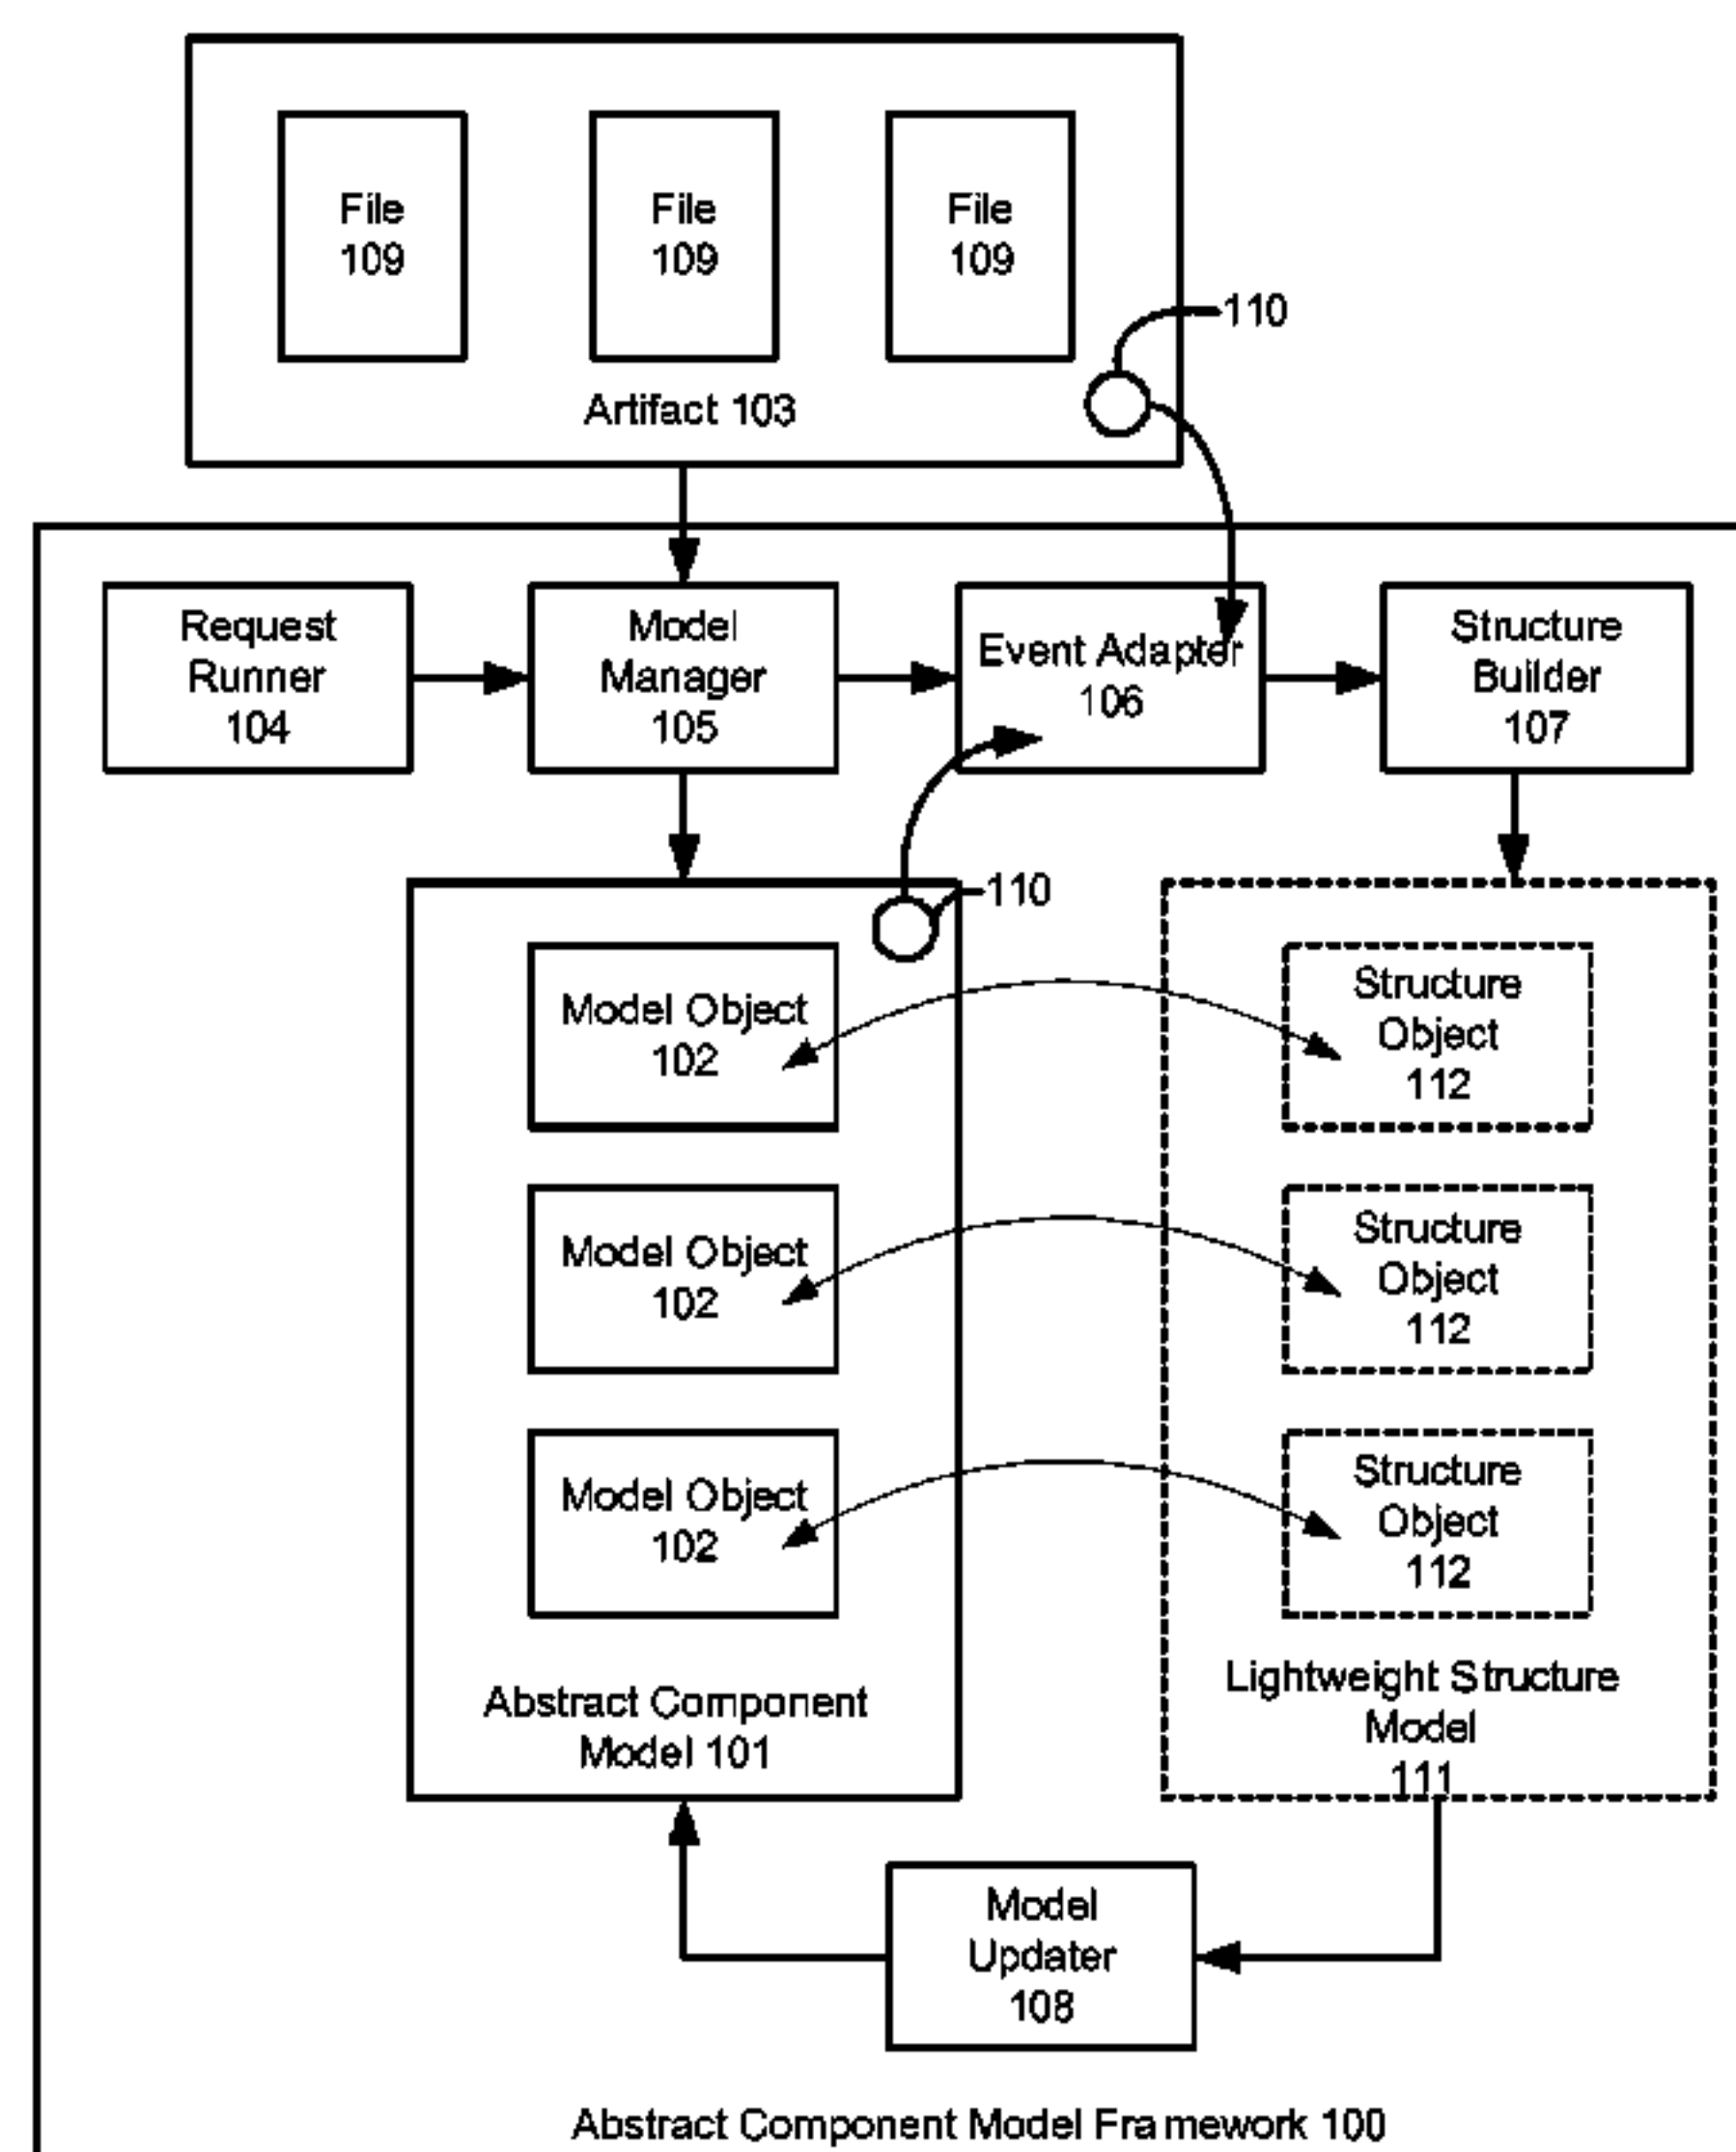 File
109
File
109
File
109
110
Artifact 103
Request
Runner
104
Model
Manager
105
Event Adapter
106
Structure
Builder
107
110
Model Object
102
Structure
Object
112
Model Object
102
Structure
Object
112
Model Object
102
Structure
Object
112
Abstract Component
Model 101
Lightweight Structure
Model
111
Model
Updater
108
Abstract Component Model Framework 100